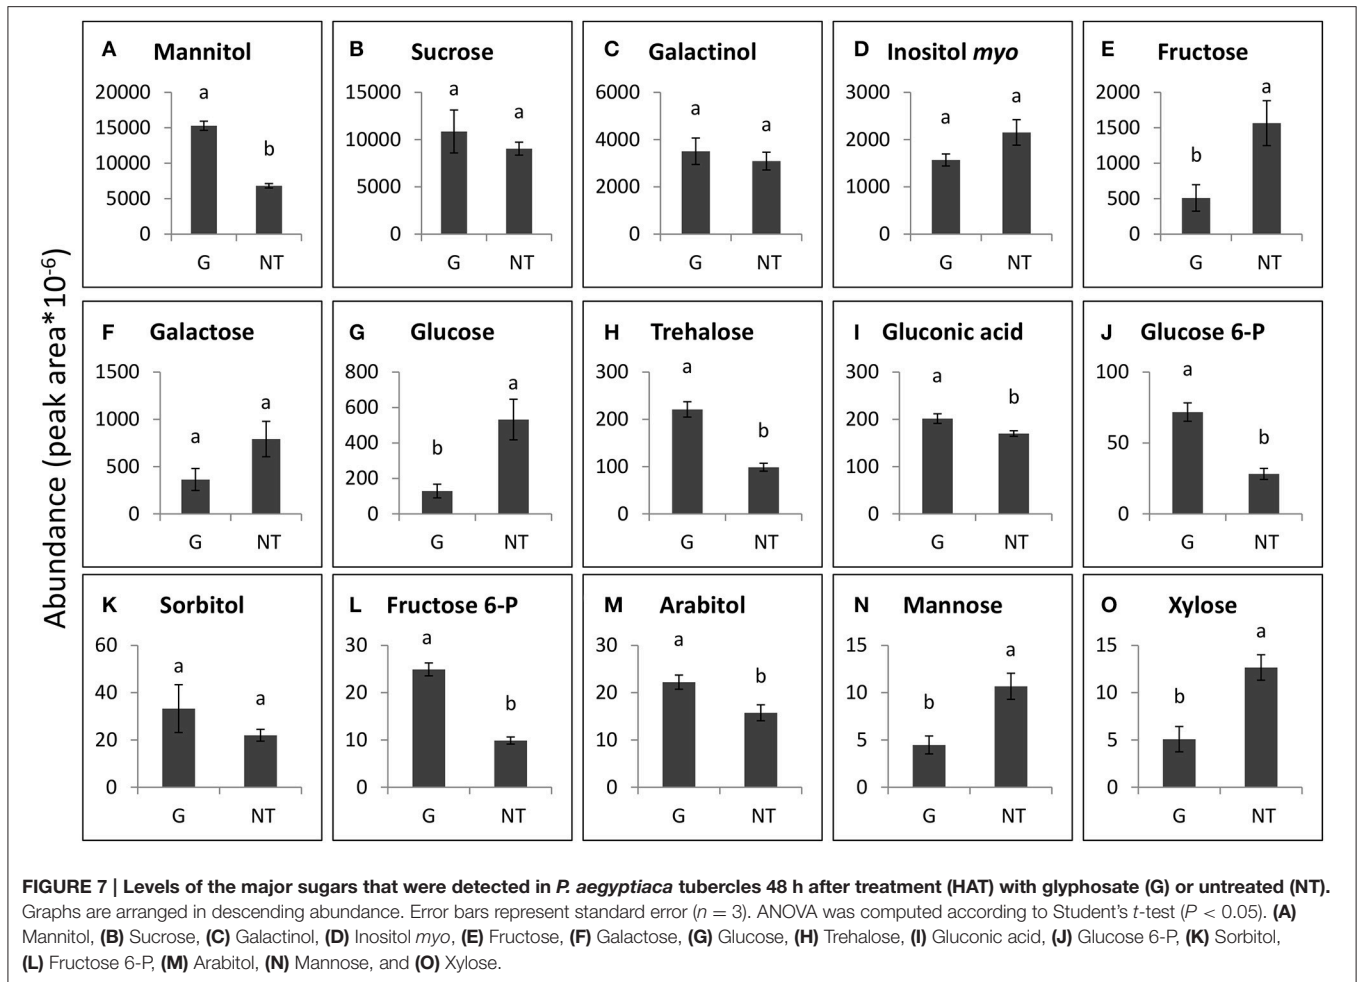 Abundance (peak area*10-6)
A Mannitol
20000
15000
10000
5000
0
a
b
G NT
B Sucrose
15000
10000
5000
0
a
a
G NT
C Galactinol
6000
4000
2000
0
a
a
G NT
D Inositol myo
3000
2000
1000
0
a
a
G NT
E Fructose
2000
1500
1000
500
0
b
a
G NT
F Galactose
1500
1000
500
0
a
a
G NT
G Glucose
800
600
400
200
0
b
a
G NT
H Trehalose
300
200
100
0
a
b
G NT
I Gluconic acid
300
200
100
0
a
b
G NT
J Glucose 6-P
100
50
0
a
b
G NT
K Sorbitol
60
40
20
0
a
a
G NT
L Fructose 6-P
30
20
10
0
a
b
G NT
M Arabitol
30
20
10
0
a
b
G NT
N Mannose
15
10
5
0
b
a
G NT
O Xylose
15
10
5
0
b
a
G NT
FIGURE 7 | Levels of the major sugars that were detected in P. aegyptiaca tubercles 48 h after treatment (HAT) with glyphosate (G) or untreated (NT).
Graphs are arranged in descending abundance. Error bars represent standard error (n = 3). ANOVA was computed according to Student's t-test (P < 0.05). (A)
Mannitol, (B) Sucrose, (C) Galactinol, (D) Inositol myo, (E) Fructose, (F) Galactose, (G) Glucose, (H) Trehalose, (I) Gluconic acid, (J) Glucose 6-P, (K) Sorbitol,
(L) Fructose 6-P, (M) Arabitol, (N) Mannose, and (O) Xylose.